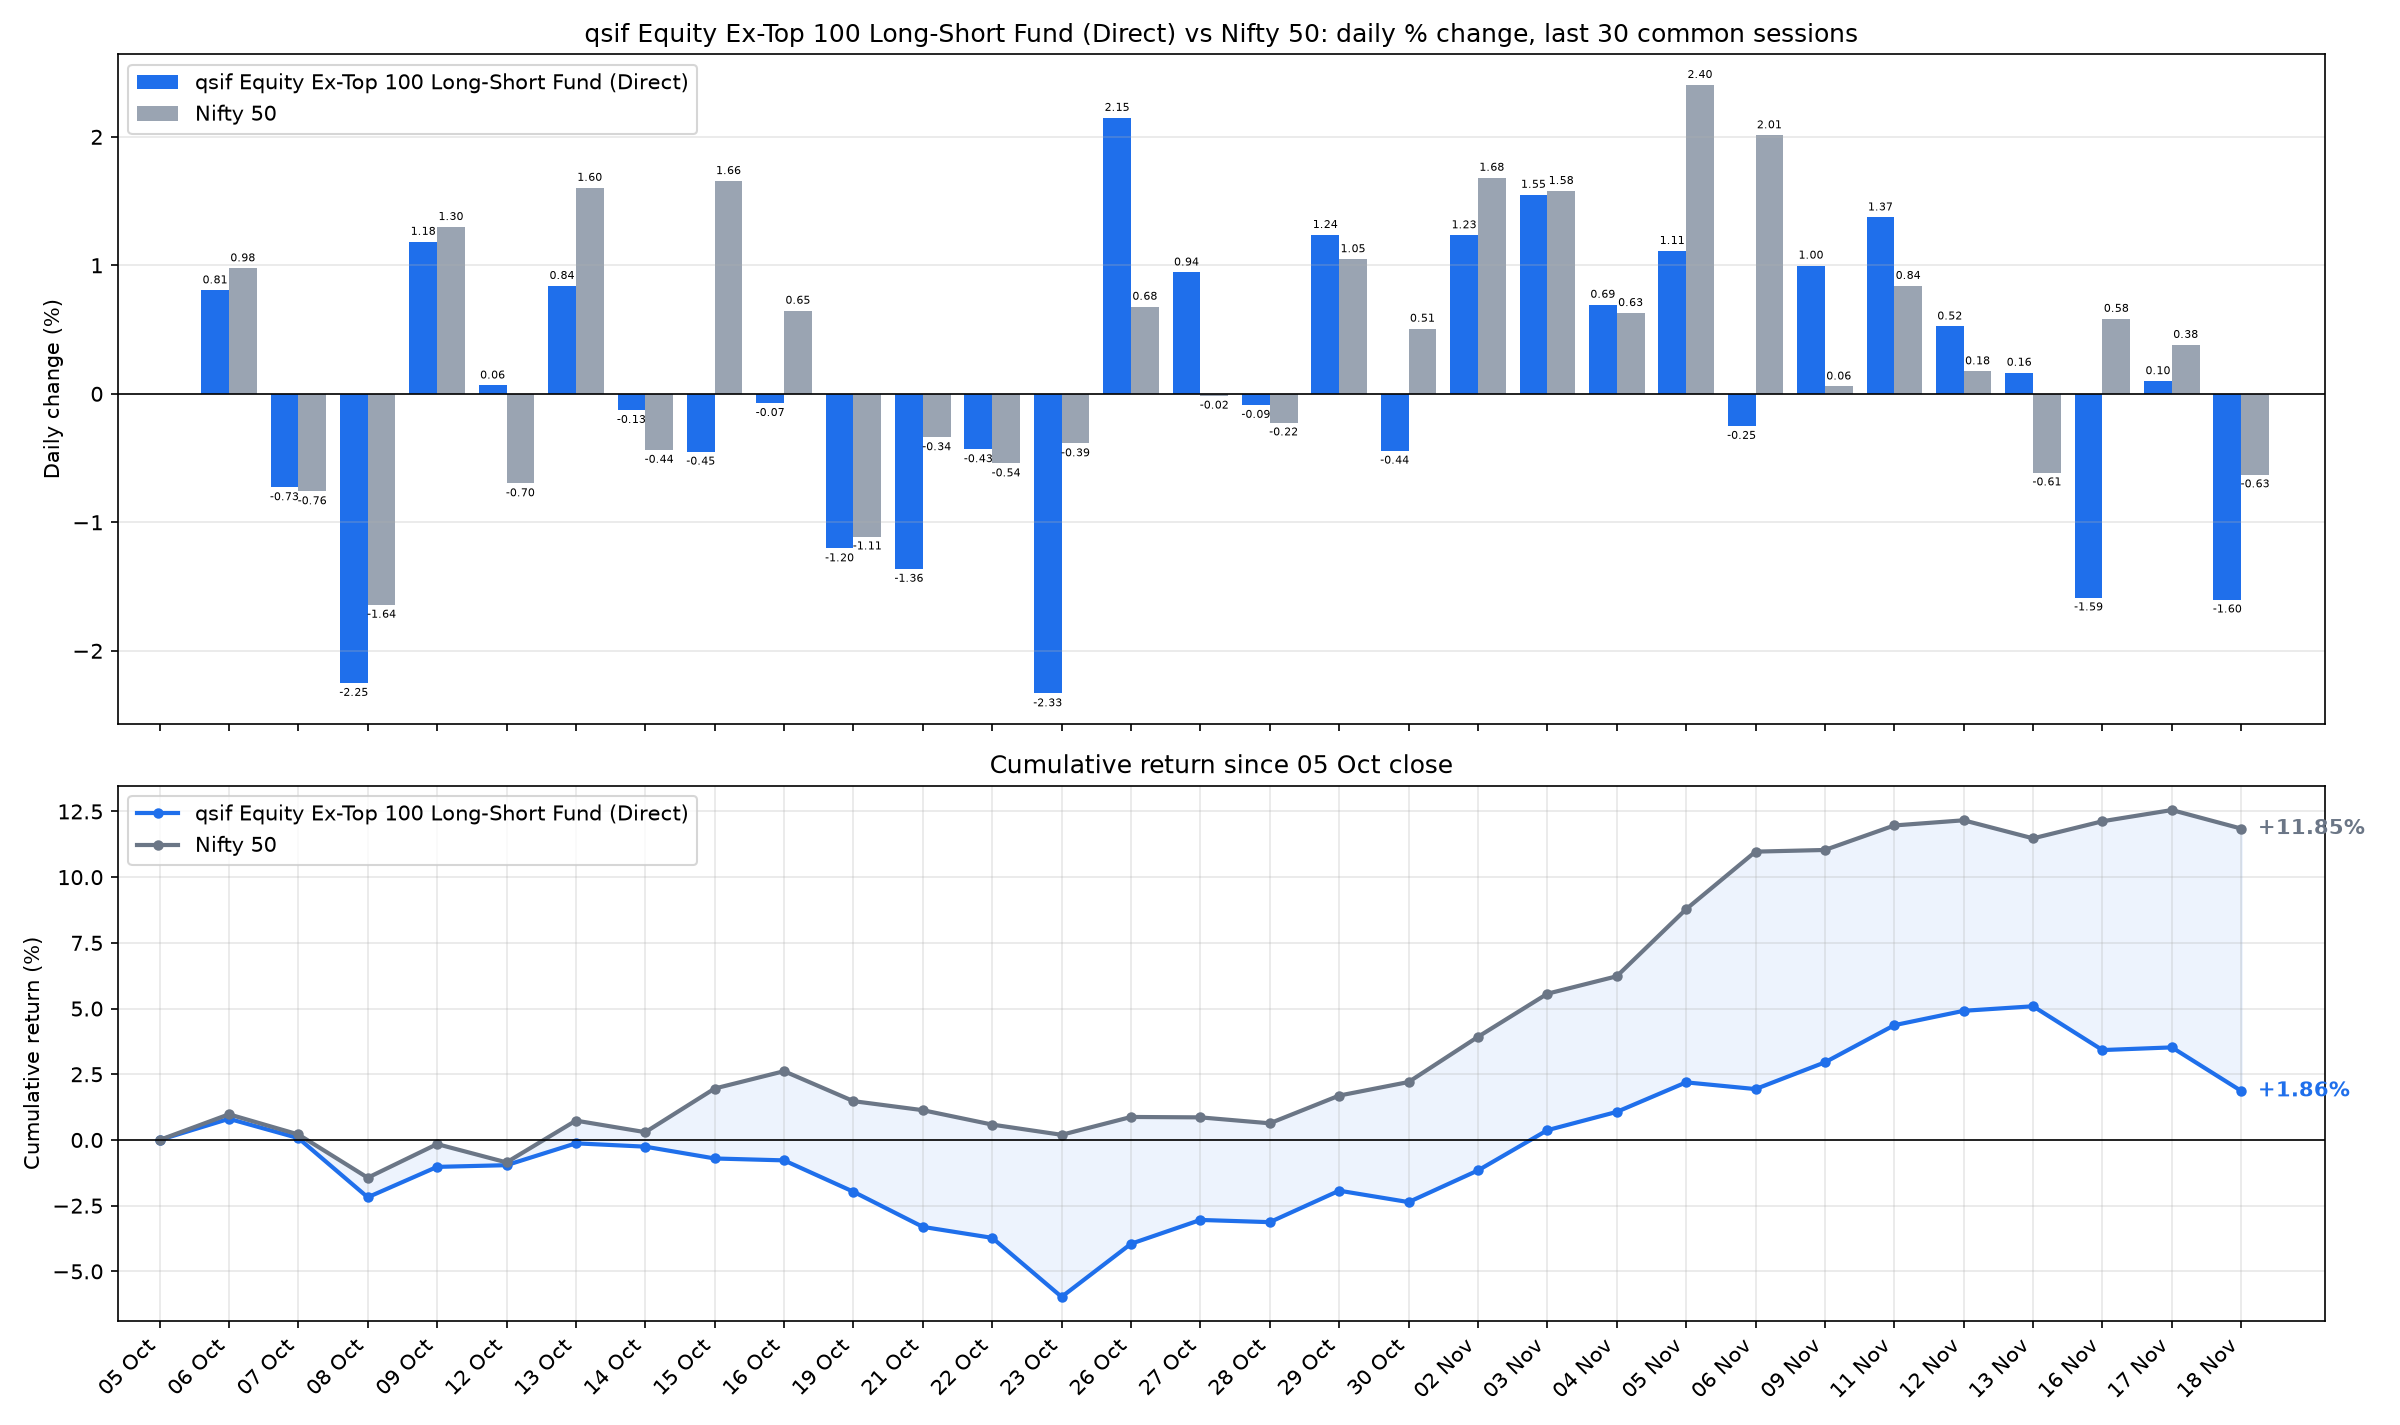 qsif Equity Ex-Top 100 Long-Short Fund (Direct) vs Nifty 50: daily % change, last 30 common sessions
qsif Equity Ex-Top 100 Long-Short Fund (Direct)
Nifty 50
Daily change (%)
2
1
0
−1
−2
0.81
0.98
-0.73
-0.76
-2.25
-1.64
1.18
1.30
0.06
-0.70
0.84
1.60
-0.13
-0.44
-0.45
1.66
-0.07
0.65
-1.20
-1.11
-1.36
-0.34
-0.43
-0.54
-2.33
-0.39
2.15
0.68
0.94
-0.02
-0.09
-0.22
1.24
1.05
-0.44
0.51
1.23
1.68
1.55
1.58
0.69
0.63
1.11
2.40
-0.25
2.01
1.00
0.06
1.37
0.84
0.52
0.18
0.16
-0.61
-1.59
0.58
0.10
0.38
-1.60
-0.63
Cumulative return since 05 Oct close
qsif Equity Ex-Top 100 Long-Short Fund (Direct)
Nifty 50
Cumulative return (%)
12.5
10.0
7.5
5.0
2.5
0.0
−2.5
−5.0
+11.85%
+1.86%
05 Oct
06 Oct
07 Oct
08 Oct
09 Oct
12 Oct
13 Oct
14 Oct
15 Oct
16 Oct
19 Oct
21 Oct
22 Oct
23 Oct
26 Oct
27 Oct
28 Oct
29 Oct
30 Oct
02 Nov
03 Nov
04 Nov
05 Nov
06 Nov
09 Nov
11 Nov
12 Nov
13 Nov
16 Nov
17 Nov
18 Nov